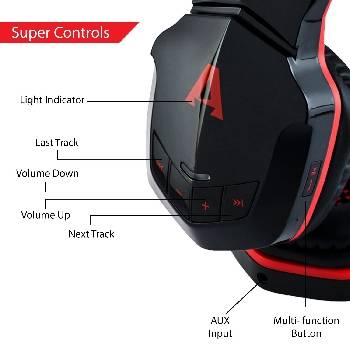 Super Controls
Light Indicator
Last Track
Volume Down
Volume Up
Next Track
AUX
Input
Multi- function
Button